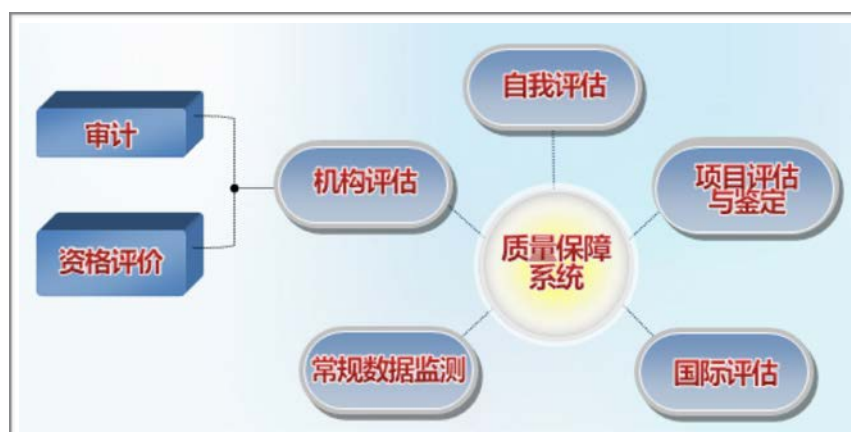 自我评估
审计
机构评估
项目评估
与鉴定
资格评价
质量保障
系统
常规数据监测
国际评估